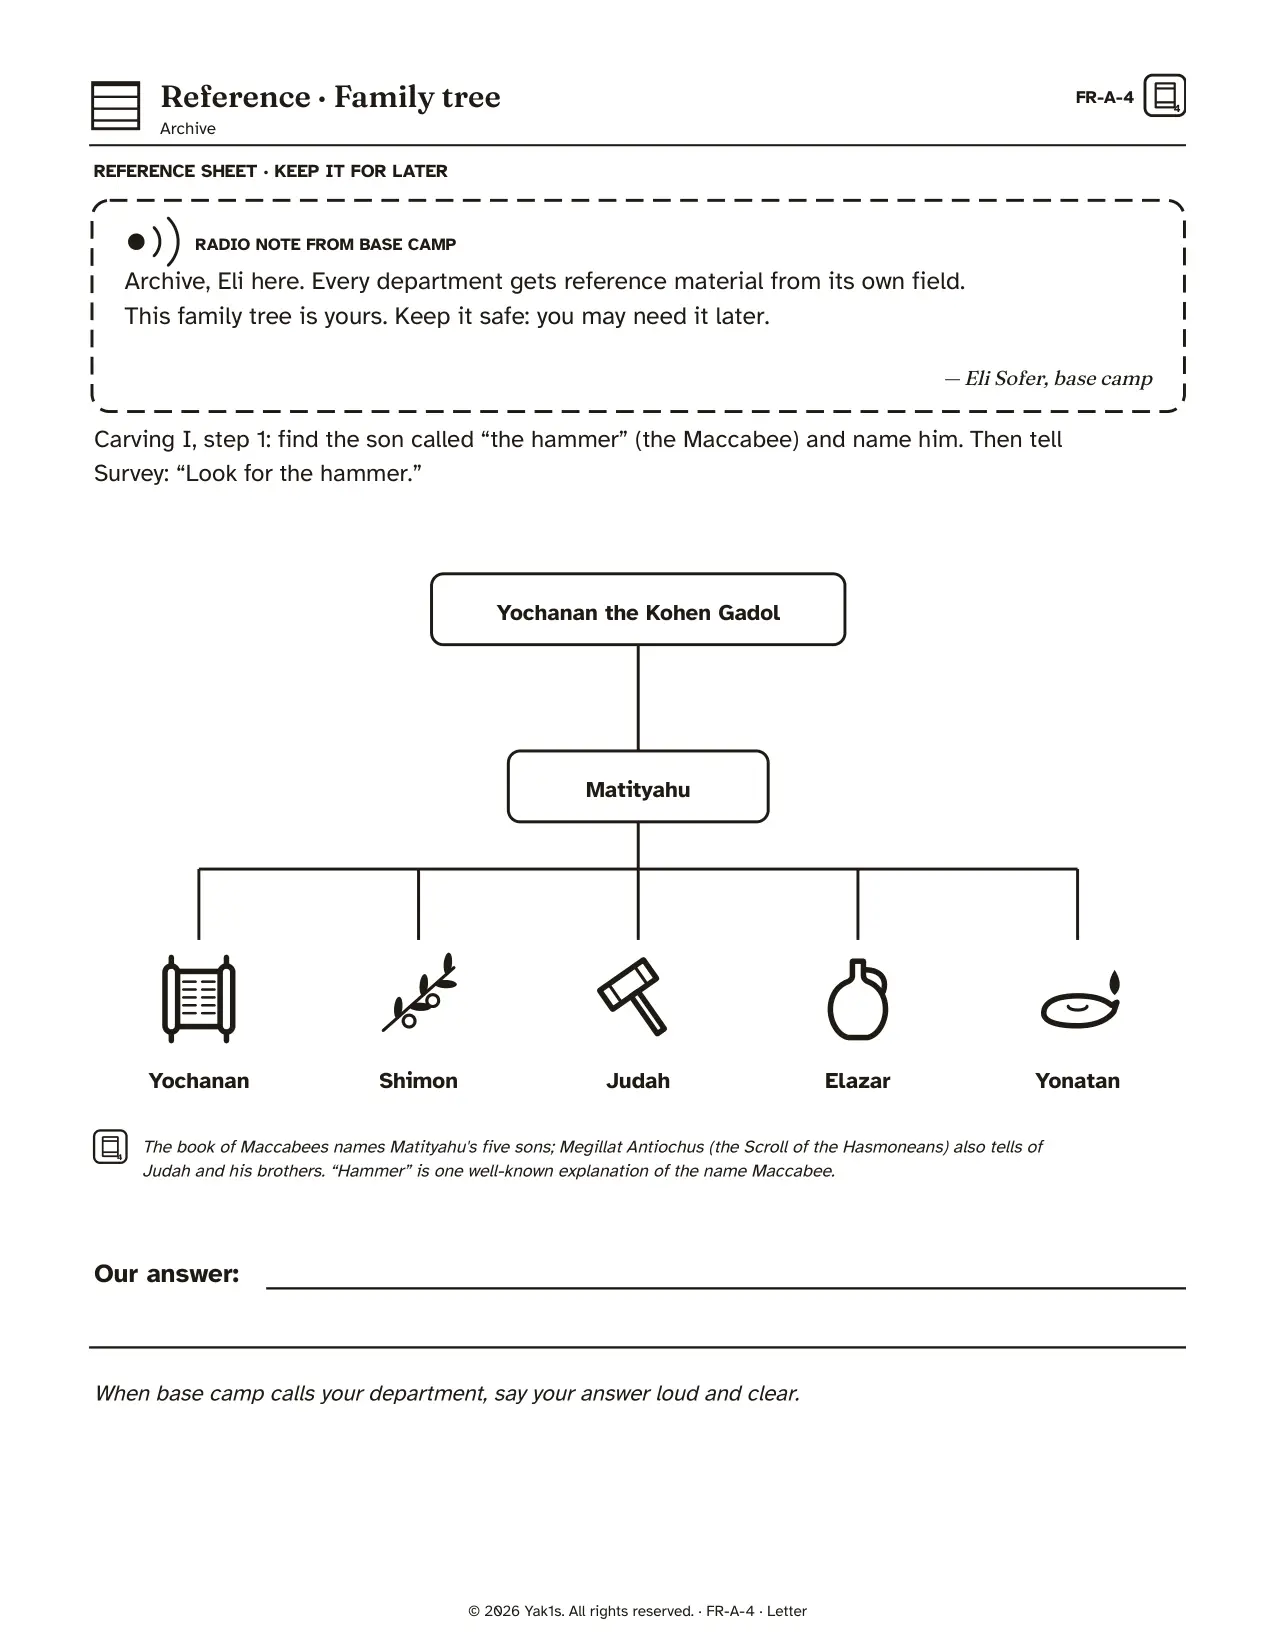 Reference · Family tree
Archive
FR-A-4
4
REFERENCE SHEET · KEEP IT FOR LATER
RADIO NOTE FROM BASE CAMP
Archive, Eli here. Every department gets reference material from its own field.
This family tree is yours. Keep it safe: you may need it later.
— Eli Sofer, base camp
Carving I, step 1: find the son called “the hammer” (the Maccabee) and name him. Then tell
Survey: “Look for the hammer.”
Yochanan the Kohen Gadol
Matityahu
Yochanan Shimon Judah Elazar Yonatan
4
The book of Maccabees names Matityahu's five sons; Megillat Antiochus (the Scroll of the Hasmoneans) also tells of
Judah and his brothers. “Hammer” is one well-known explanation of the name Maccabee.
Our answer:
When base camp calls your department, say your answer loud and clear.
© 2026 Yak1s. All rights reserved. · FR-A-4 · Letter